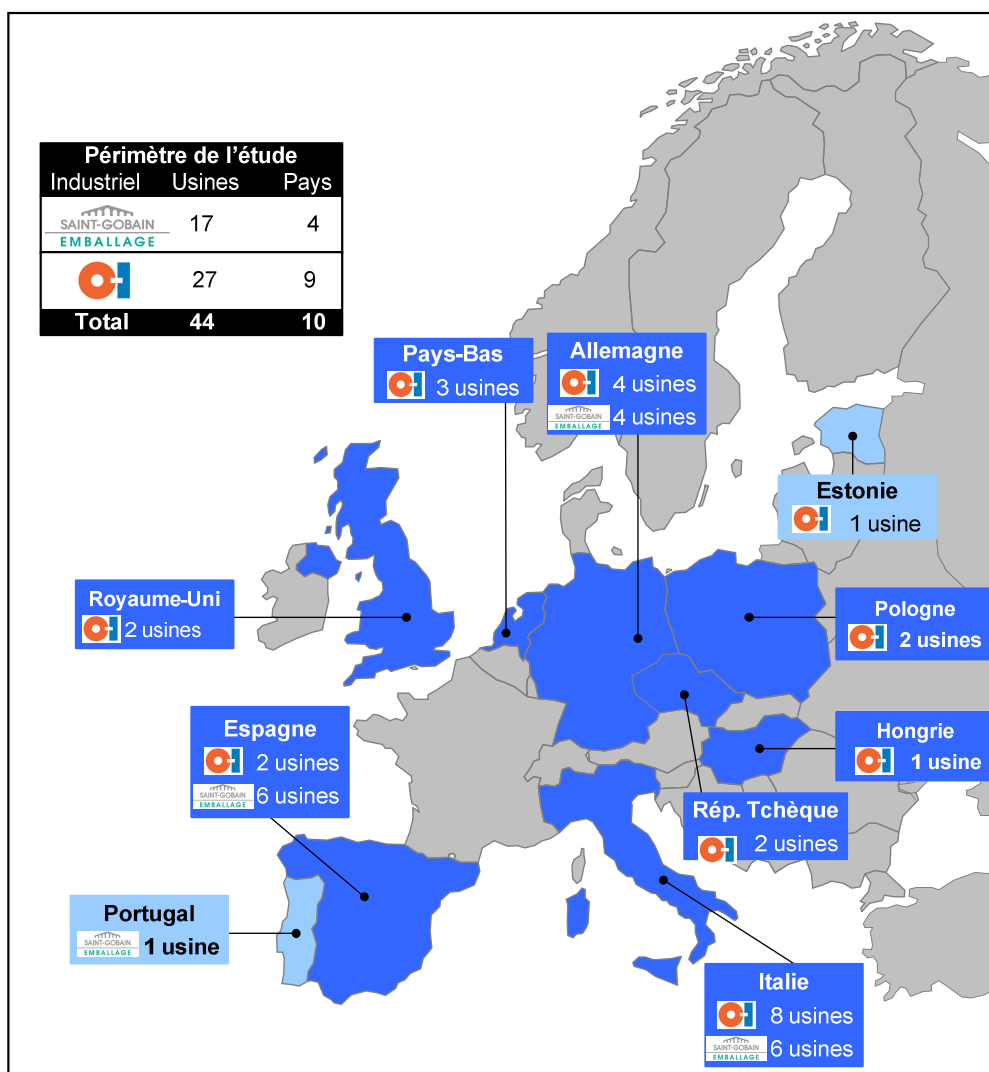 Périmètre de l'étude
Industriel Usines Pays
SAINT-GOBAIN
EMBALLAGE
17 4
27 9
Total 44 10
Pays-Bas
3 usines
Allemagne
4 usines
SAINT-GOBAIN
EMBALLAGE
4 usines
Estonie
1 usine
Royaume-Uni
2 usines
Pologne
2 usines
Espagne
2 usines
SAINT-GOBAIN
EMBALLAGE
6 usines
Hongrie
1 usine
Rép. Tchèque
2 usines
Portugal
SAINT-GOBAIN
EMBALLAGE
1 usine
Italie
8 usines
SAINT-GOBAIN
EMBALLAGE
6 usines